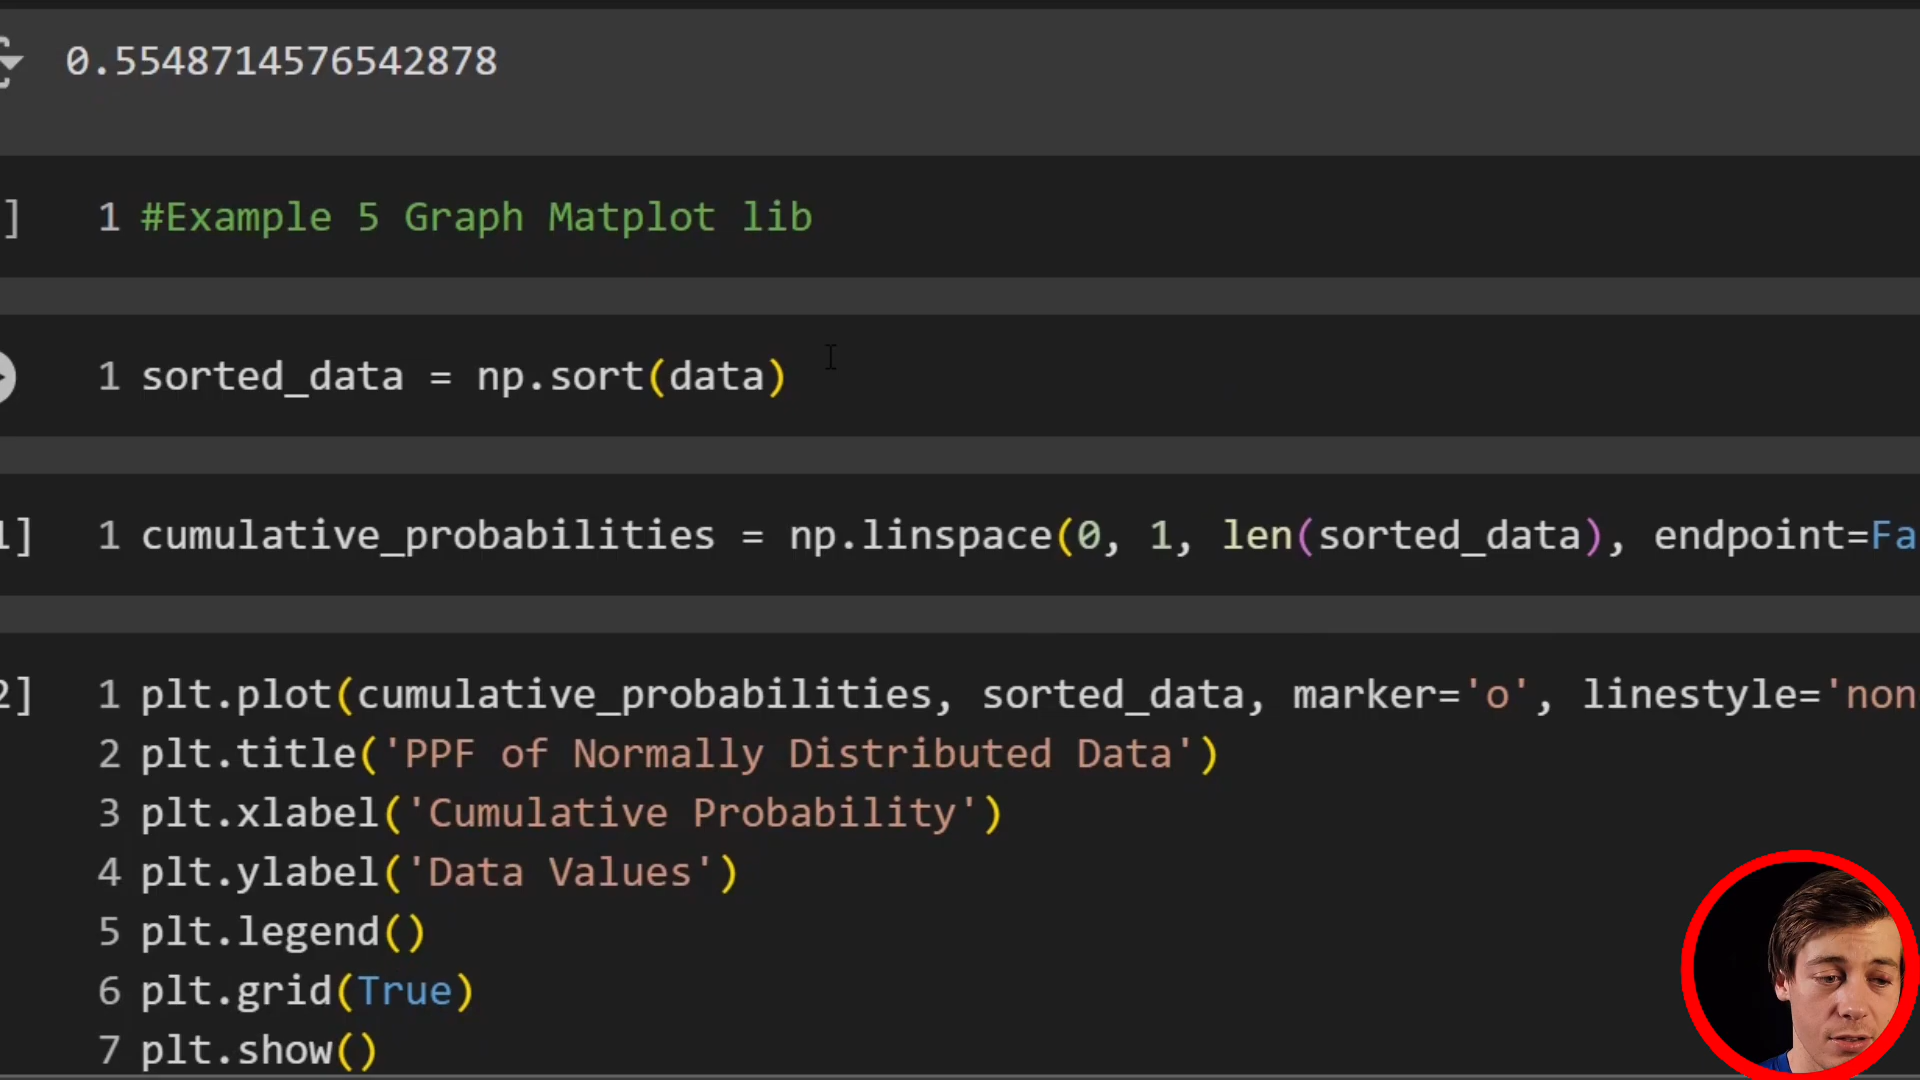 0.5548714576542878
] 1 #Example 5 Graph Matplot lib
1 sorted_data = np.sort(data)
1] 1 cumulative_probabilities = np.linspace(0, 1, len(sorted_data), endpoint=Fa
2] 1 plt.plot(cumulative_probabilities, sorted_data, marker='o', linestyle='non
2 plt.title('PPF of Normally Distributed Data')
3 plt.xlabel('Cumulative Probability')
4 plt.ylabel('Data Values')
5 plt.legend()
6 plt.grid(True)
7 plt.show()